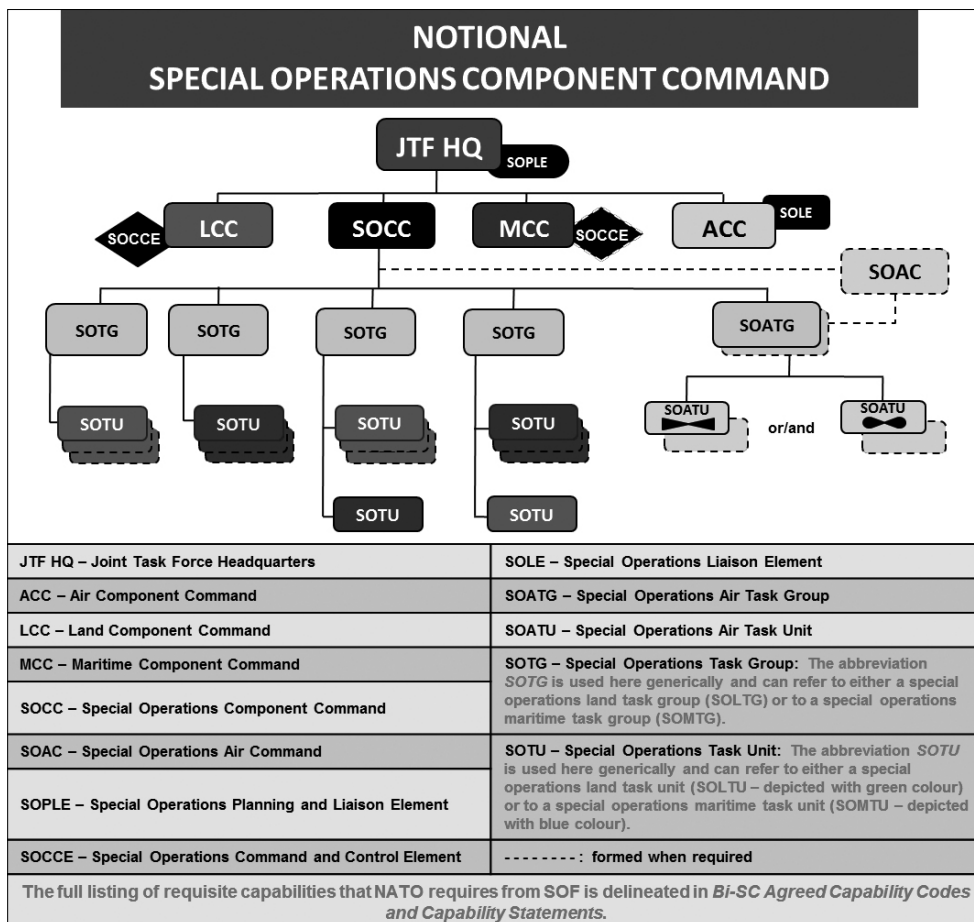 NOTIONAL
SPECIAL OPERATIONS COMPONENT COMMAND
JTF HQ
SOPLE
SOCCE
LCC
SOCC
MCC
SOCCE
ACC
SOLE
SOAC
SOTG
SOTG
SOTG
SOTG
SOATG
SOTU
SOTU
SOTU
SOTU
SOATU
or/and
SOATU
SOTU
SOTU
JTF HQ – Joint Task Force Headquarters
ACC – Air Component Command
LCC – Land Component Command
MCC – Maritime Component Command
SOCC – Special Operations Component Command
SOAC – Special Operations Air Command
SOPLE – Special Operations Planning and Liaison Element
SOCCE – Special Operations Command and Control Element
SOLE – Special Operations Liaison Element
SOATG – Special Operations Air Task Group
SOATU – Special Operations Air Task Unit
SOTG – Special Operations Task Group: The abbreviation
SOTG is used here generically and can refer to either a special
operations land task group (SOLTG) or to a special operations
maritime task group (SOMTG).
SOTU – Special Operations Task Unit: The abbreviation SOTU
is used here generically and can refer to either a special
operations land task unit (SOLTU – depicted with green colour)
or to a special operations maritime task unit (SOMTU – depicted
with blue colour).
- - - - - - - - : formed when required
The full listing of requisite capabilities that NATO requires from SOF is delineated in Bi-SC Agreed Capability Codes
and Capability Statements.